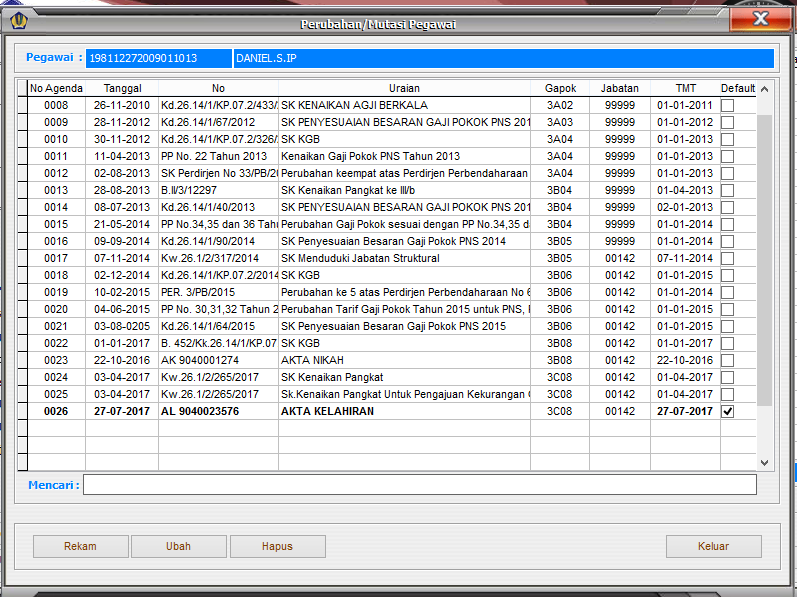 Perubahan/Mutasi Pegawai
Pegawai : 198112272009011013 DANIEL.S.IP
No Agenda Tanggal No Uraian Gapok Jabatan TMT Default
0008 26-11-2010 Kd.26.14/1/KP.07.2/433/ SK KENAIKAN AGJI BERKALA 3A02 99999 01-01-2011
0009 28-11-2012 Kd.26.14/1/67/2012 SK PENYESUAIAN BESARAN GAJI POKOK PNS 201 3A03 99999 01-01-2012
0010 30-11-2012 Kd.26.14/1/KP.07.2/326/ SK KGB 3A04 99999 01-01-2013
0011 11-04-2013 PP No. 22 Tahun 2013 Kenaikan Gaji Pokok PNS Tahun 2013 3A04 99999 01-01-2013
0012 02-08-2013 SK Perdirjen No 33/PB/20 Perubahan keempat atas Perdirjen Perbendaharaan 3A04 99999 01-01-2013
0013 28-08-2013 B.II/3/12297 SK Kenaikan Pangkat ke III/b 3B04 99999 01-04-2013
0014 08-07-2013 Kd.26.14/1/40/2013 SK PENYESUAIAN BESARAN GAJI POKOK PNS 201 3B04 99999 02-01-2013
0015 21-05-2014 PP No.34,35 dan 36 Tahu Perubahan Gaji Pokok sesuai dengan PP No.34,35 d 3B04 99999 01-01-2014
0016 09-09-2014 Kd.26.14/1/90/2014 SK Penyesuaian Besaran Gaji Pokok PNS 2014 3B05 99999 01-01-2014
0017 07-11-2014 Kw.26.1/2/317/2014 SK Menduduki Jabatan Struktural 3B05 00142 07-11-2014
0018 02-12-2014 Kd.26.14/1/KP.07.2/2014 SK KGB 3B06 00142 01-01-2015
0019 10-02-2015 PER. 3/PB/2015 Perubahan ke 5 atas Perdirjen Perbendaharaan No 6 3B06 00142 01-01-2014
0020 04-06-2015 PP No. 30,31,32 Tahun 2 Perubahan Tarif Gaji Pokok Tahun 2015 untuk PNS, 3B06 00142 01-01-2015
0021 03-08-0205 Kd.26.14/1/64/2015 SK Penyesuaian Besaran Gaji Pokok PNS 2015 3B06 00142 01-01-2015
0022 01-01-2017 B. 452/Kk.26.14/1/KP.07 SK KGB 3B08 00142 01-01-2017
0023 22-10-2016 AK 9040001274 AKTA NIKAH 3B08 00142 22-10-2016
0024 03-04-2017 Kw.26.1/2/265/2017 SK Kenaikan Pangkat 3C08 00142 01-04-2017
0025 03-04-2017 Kw.26.1/2/265/2017 Sk.Kenaikan Pangkat Untuk Pengajuan Kekurangan 3C08 00142 01-04-2017
0026 27-07-2017 AL 9040023576 AKTA KELAHIRAN 3C08 00142 27-07-2017
Mencari :
Rekam Ubah Hapus Keluar